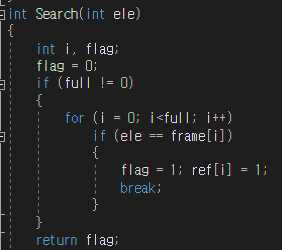 int Search(int ele)
{
int i, flag;
flag = 0;
if (full != 0)
{
for (i = 0; i<full; i++)
if (ele == frame[i])
{
flag = 1; ref[i] = 1;
break;
}
}
return flag;